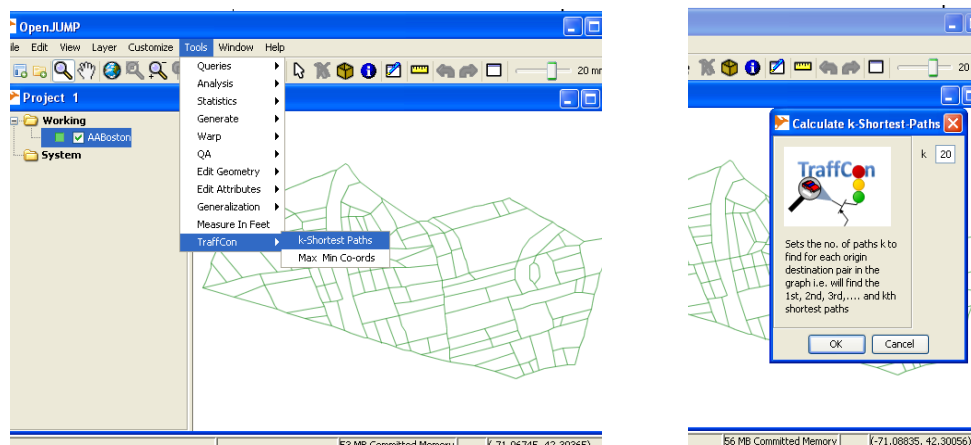 OpenJUMP
ile Edit View Layer Customize Tools Window Help
20 mm
Project 1
Working
AABoston
System
Queries
Analysis
Statistics
Generate
Warp
QA
Edit Geometry
Edit Attributes
Generalization
Measure In Feet
TraffCon
k-Shortest Paths
Max Min Co-ords
53 MB Committed Memory
(-71.06745, 42.30365)
20
Calculate k-Shortest-Paths
TraffCon
k 20
Sets the no. of paths k to
find for each origin
destination pair in the
graph i.e. will find the
1st, 2nd, 3rd,.... and kth
shortest paths
OK Cancel
56 MB Committed Memory
(-71.08835, 42.30056)